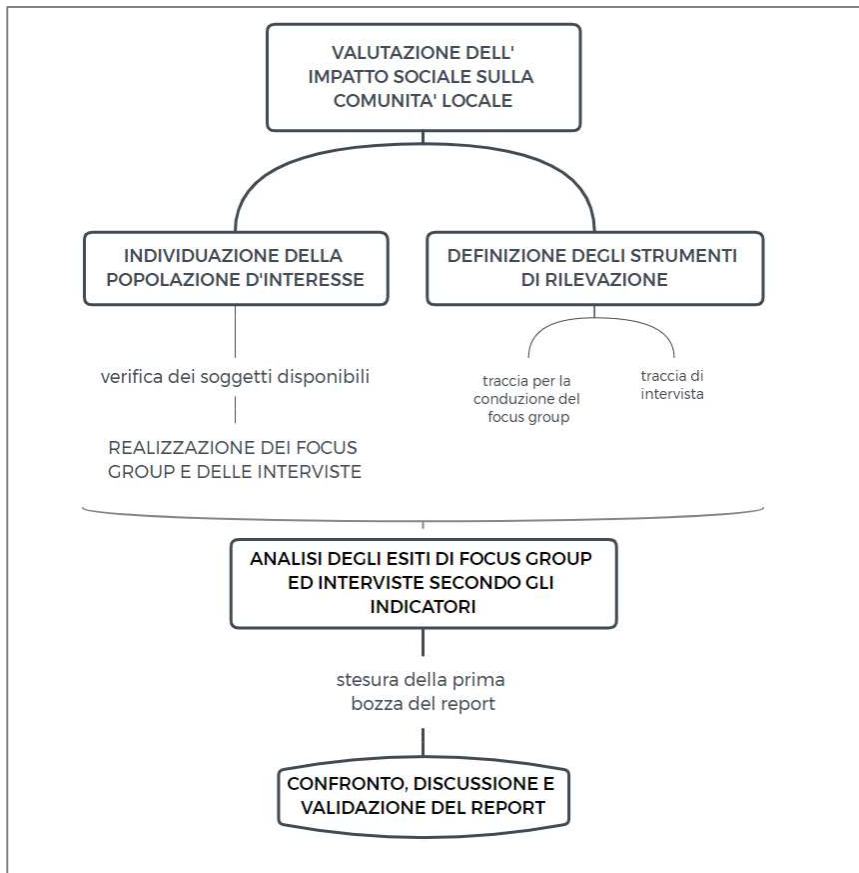 VALUTAZIONE DELL'
IMPATTO SOCIALE SULLA
COMUNITA' LOCALE
INDIVIDUAZIONE DELLA
POPOLAZIONE D'INTERESSE
DEFINIZIONE DEGLI STRUMENTI
DI RILEVAZIONE
verifica dei soggetti disponibili
traccia per la
conduzione del
focus group
traccia di
intervista
REALIZZAZIONE DEI FOCUS
GROUP E DELLE INTERVISTE
ANALISI DEGLI ESITI DI FOCUS GROUP
ED INTERVISTE SECONDO GLI
INDICATORI
stesura della prima
bozza del report
CONFRONTO, DISCUSSIONE E
VALIDAZIONE DEL REPORT